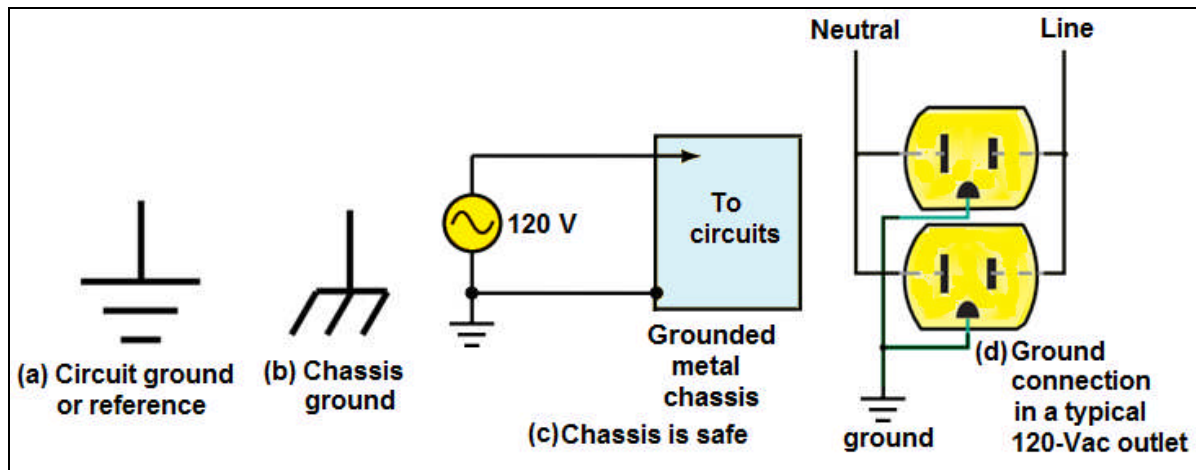 Neutral
Line
120 V
To
circuits
(a) Circuit ground
or reference
(b) Chassis
ground
Grounded
metal
chassis
(c) Chassis is safe
ground
(d) Ground
connection
in a typical
120-Vac outlet